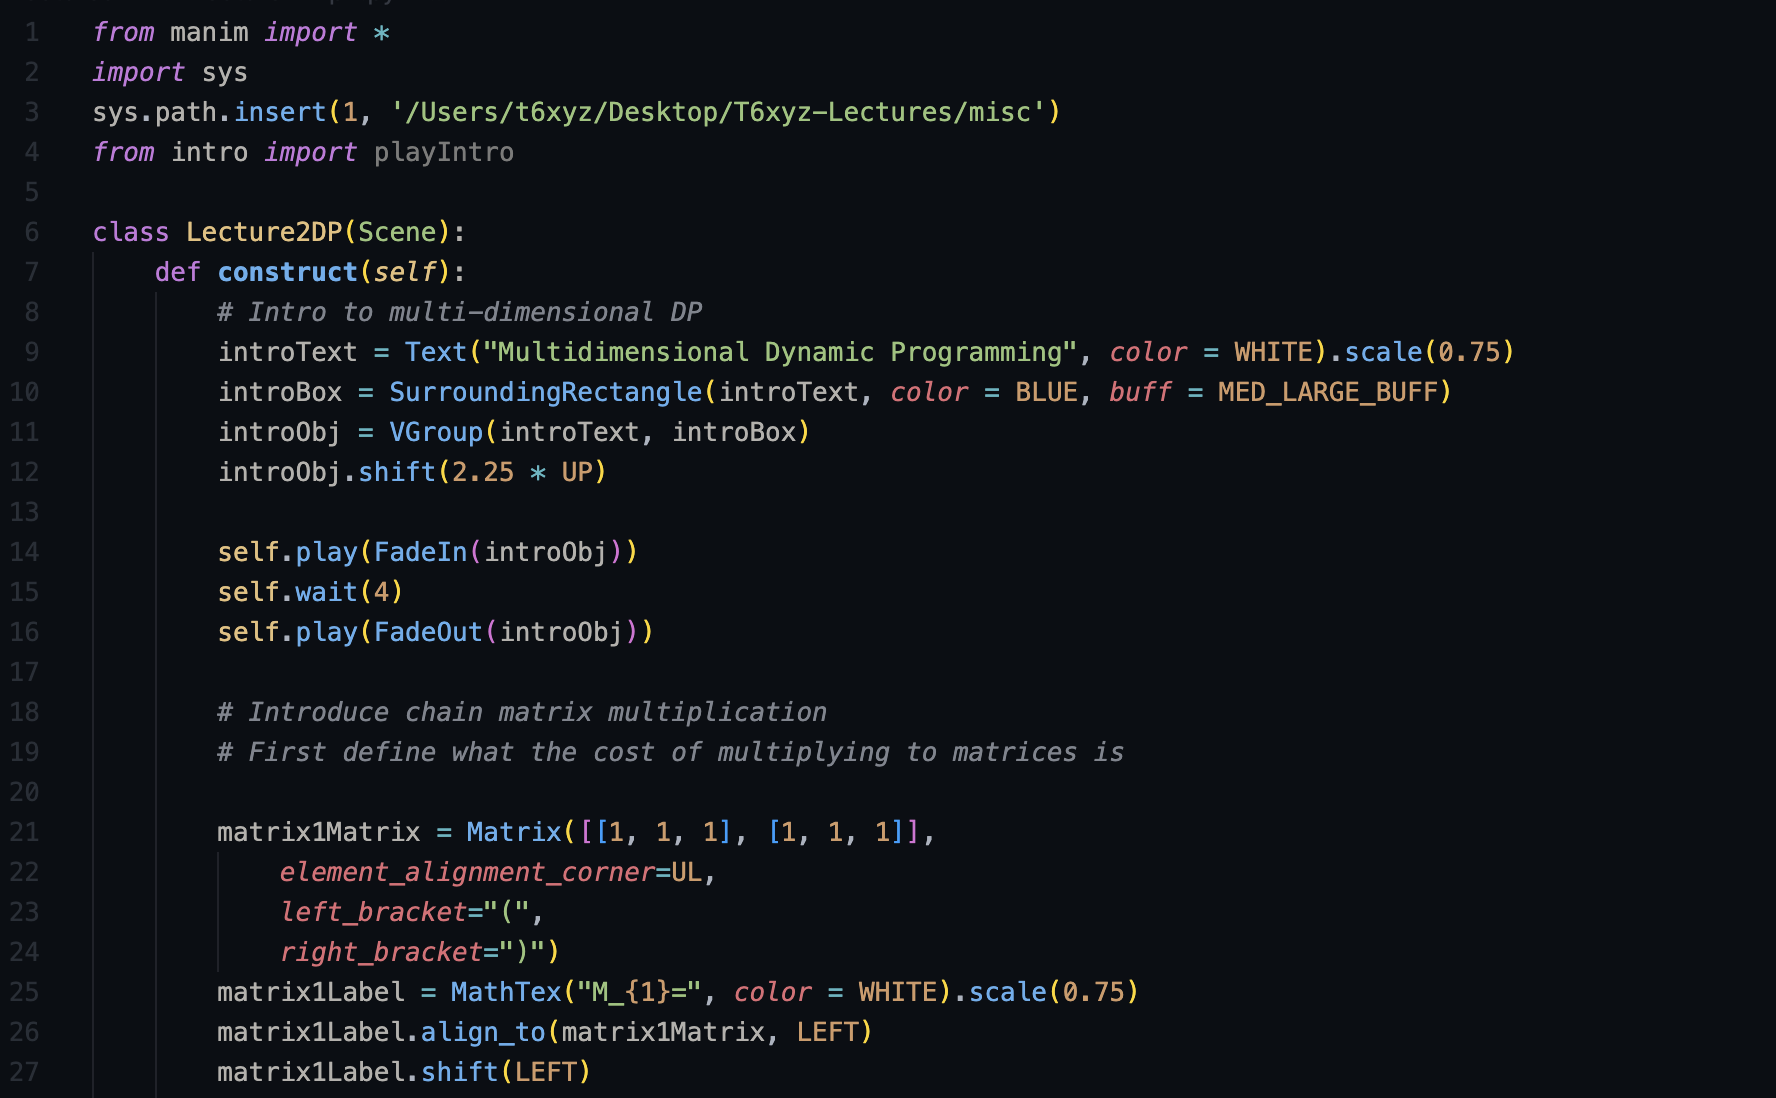 1 from manim import *
2 import sys
3 sys.path.insert(1, '/Users/t6xyz/Desktop/T6xyz-Lectures/misc')
4 from intro import playIntro
5
6 class Lecture2DP(Scene):
7     def construct(self):
8         # Intro to multi-dimensional DP
9         introText = Text("Multidimensional Dynamic Programming", color = WHITE).scale(0.75)
10         introBox = SurroundingRectangle(introText, color = BLUE, buff = MED_LARGE_BUFF)
11         introObj = VGroup(introText, introBox)
12         introObj.shift(2.25 * UP)
13
14         self.play(FadeIn(introObj))
15         self.wait(4)
16         self.play(FadeOut(introObj))
17
18         # Introduce chain matrix multiplication
19         # First define what the cost of multiplying to matrices is
20
21         matrix1Matrix = Matrix([[1, 1, 1], [1, 1, 1]],
22             element_alignment_corner=UL,
23             left_bracket="(",
24             right_bracket=")")
25         matrix1Label = MathTex("M_{1}=", color = WHITE).scale(0.75)
26         matrix1Label.align_to(matrix1Matrix, LEFT)
27         matrix1Label.shift(LEFT)